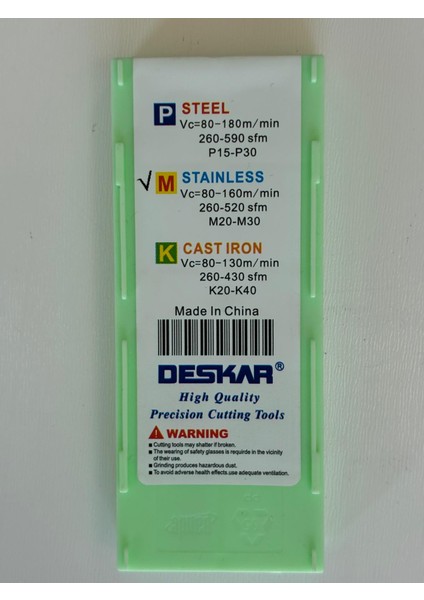 P STEEL
Vc=80-180m/min
260-590 sfm
P15-P30
√ M STAINLESS
Vc=80-160m/min
260-520 sfm
M20-M30
K CAST IRON
Vc=80-130m/min
260-430 sfm
K20-K40
Made In China
DESKAR®
High Quality
Precision Cutting Tools
WARNING
■ Cutting tools may shatter if broken.
■ The wearing of safety glasses is requirde in the vicinity
of their use.
■ Grinding produces hazardous dust.
■ To avoid adverse health effects.use adequate ventilation.